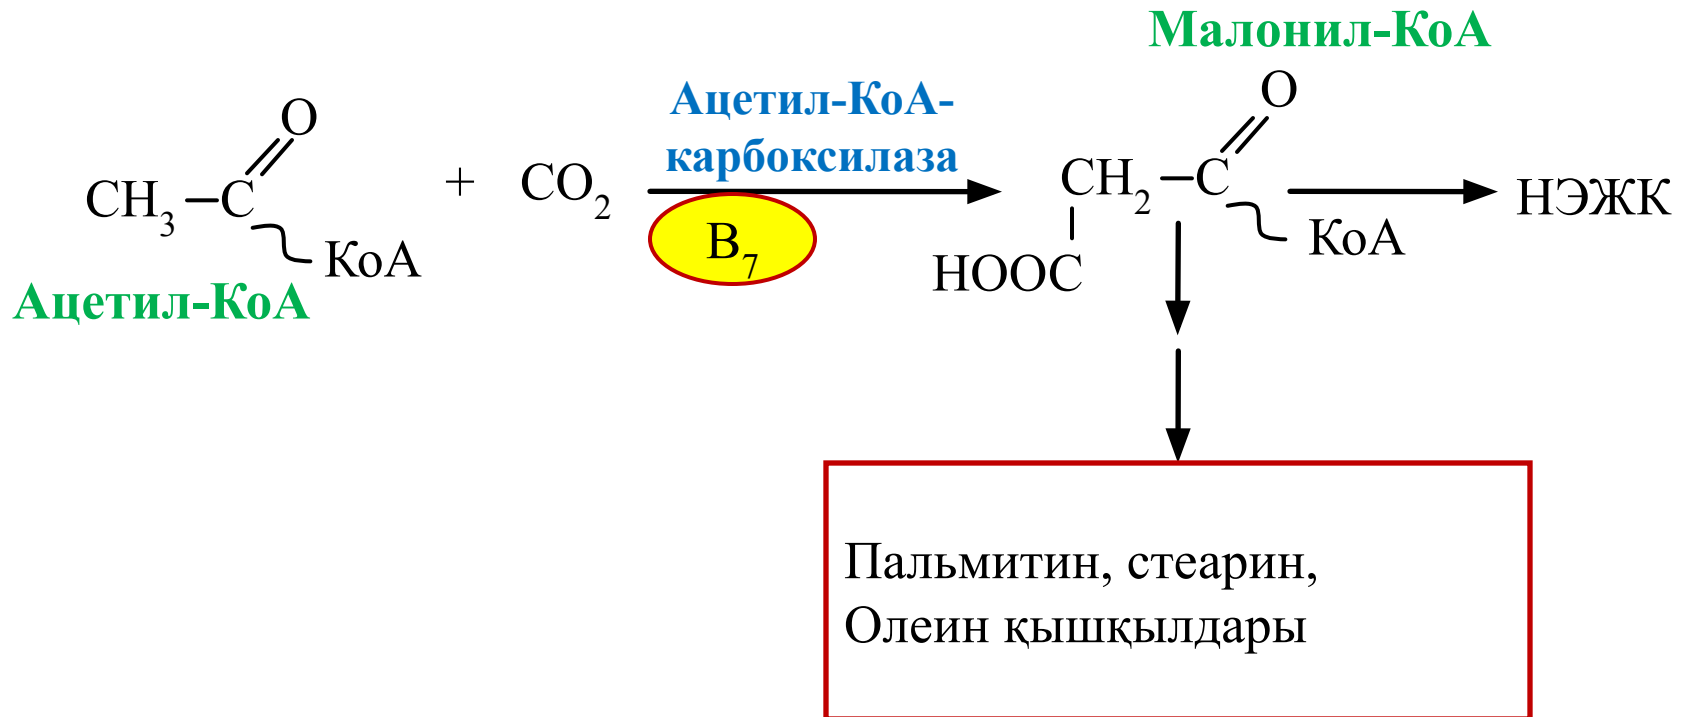 Малонил-КоА
Ацетил-КоА-
карбоксилаза
O
O
CH3 C
+ CO2
CH2 C
НЭЖК
B7
КоА
КоА
HOOC
Ацетил-КоА
Пальмитин, стеарин,
Олеин қышқылдары